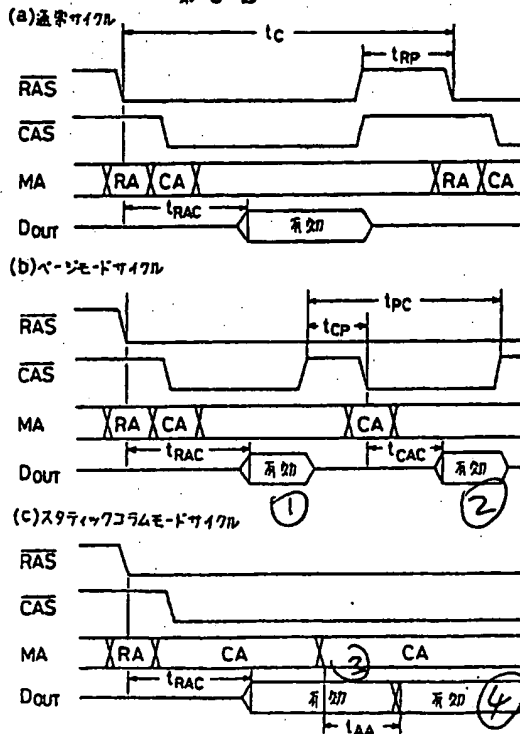 (a)通常サイクル
tC
tRP
RAS
CAS
MA RA CA RA CA
tRAC
DOUT 有効
(b)ページモードサイクル
tPC
RAS
tCP
CAS
MA RA CA CA
tRAC tCAC
DOUT 有効 有効
① ②
(c)スタティックコラムモードサイクル
RAS
CAS
MA RA CA ③ CA
tRAC
DOUT 有効 有効 ④
tAA